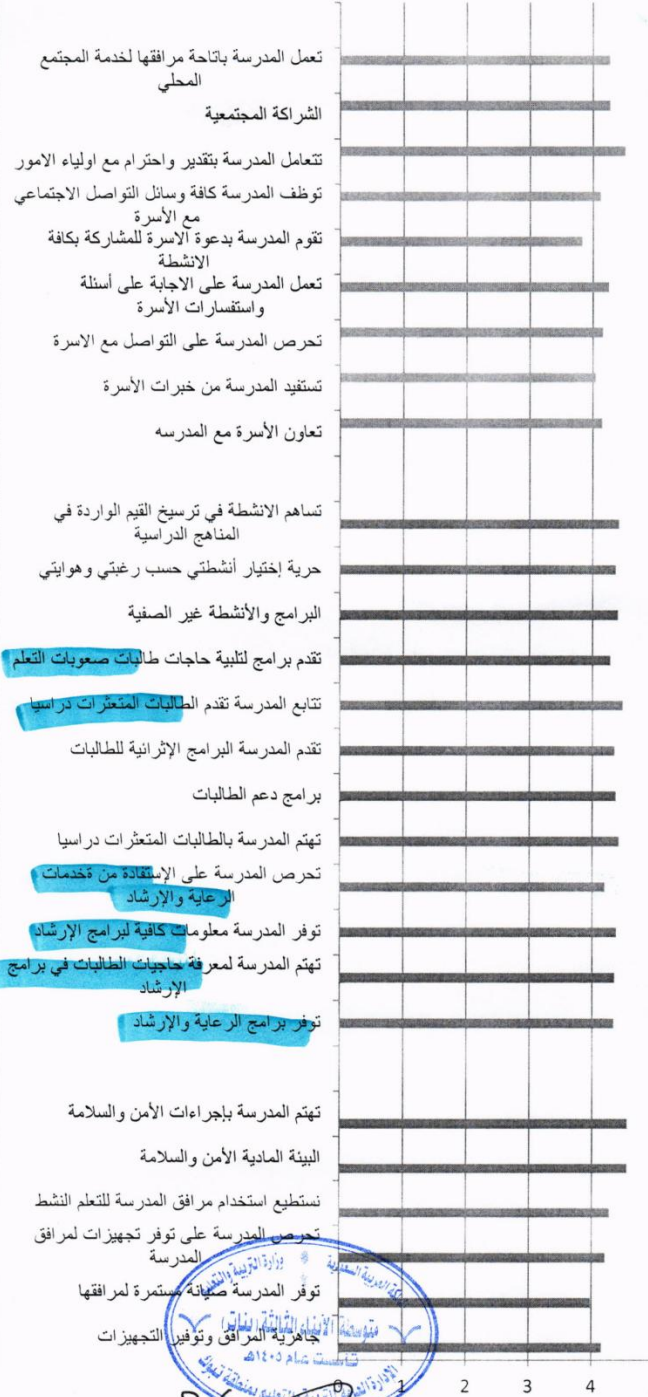 تعمل المدرسة باتاحة مرافقها لخدمة المجتمع
المحلي
الشراكة المجتمعية
تتعامل المدرسة بتقدير واحترام مع اولياء الامور
توظف المدرسة كافة وسائل التواصل الاجتماعي
مع الأسرة
تقوم المدرسة بدعوة الاسرة للمشاركة بكافة
الانشطة
تعمل المدرسة على الاجابة على أسئلة
واستفسارات الأسرة
تحرص المدرسة على التواصل مع الاسرة
تستفيد المدرسة من خبرات الأسرة
تعاون الأسرة مع المدرسه
تساهم الانشطة في ترسيخ القيم الواردة في
المناهج الدراسية
حرية إختيار أنشطتي حسب رغبتي وهوايتي
البرامج والأنشطة غير الصفية
تقدم برامج لتلبية حاجات طالبات صعوبات التعلم
تتابع المدرسة تقدم الطالبات المتعثرات دراسيا
تقدم المدرسة البرامج الإثرائية للطالبات
برامج دعم الطالبات
تهتم المدرسة بالطالبات المتعثرات دراسيا
تحرص المدرسة على الإستفادة من ةخدمات
الرعاية والإرشاد
توفر المدرسة معلومات كافية لبرامج الإرشاد
تهتم المدرسة لمعرفة حاجيات الطالبات في برامج
الإرشاد
توفر برامج الرعاية والإرشاد
تهتم المدرسة بإجراءات الأمن والسلامة
البيئة المادية الأمن والسلامة
نستطيع استخدام مرافق المدرسة للتعلم النشط
تحرص المدرسة على توفر تجهيزات لمرافق
المدرسة
توفر المدرسة صيانة مستمرة لمرافقها
جاهزية المرافق وتوفير التجهيزات
وزارة التربية والتعليم
تأسست عام ١٤٠٥هـ
0 1 2 3 4